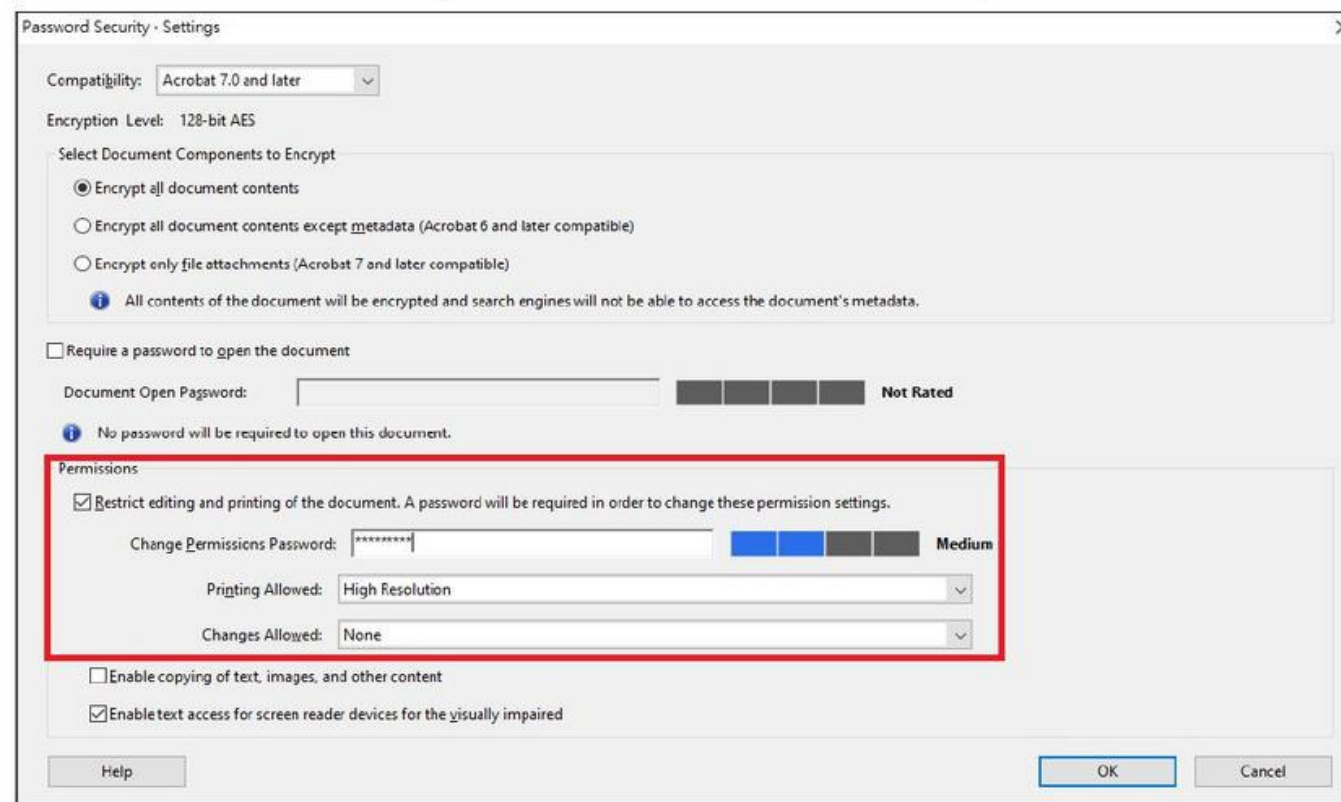 Password Security - Settings
Compatibility: Acrobat 7.0 and later
Encryption Level: 128-bit AES
Select Document Components to Encrypt
Encrypt all document contents
Encrypt all document contents except metadata (Acrobat 6 and later compatible)
Encrypt only file attachments (Acrobat 7 and later compatible)
All contents of the document will be encrypted and search engines will not be able to access the document's metadata.
Require a password to open the document
Document Open Password: Not Rated
No password will be required to open this document.
Permissions
Restrict editing and printing of the document. A password will be required in order to change these permission settings.
Change Permissions Password: ********* Medium
Printing Allowed: High Resolution
Changes Allowed: None
Enable copying of text, images, and other content
Enable text access for screen reader devices for the visually impaired
Help OK Cancel